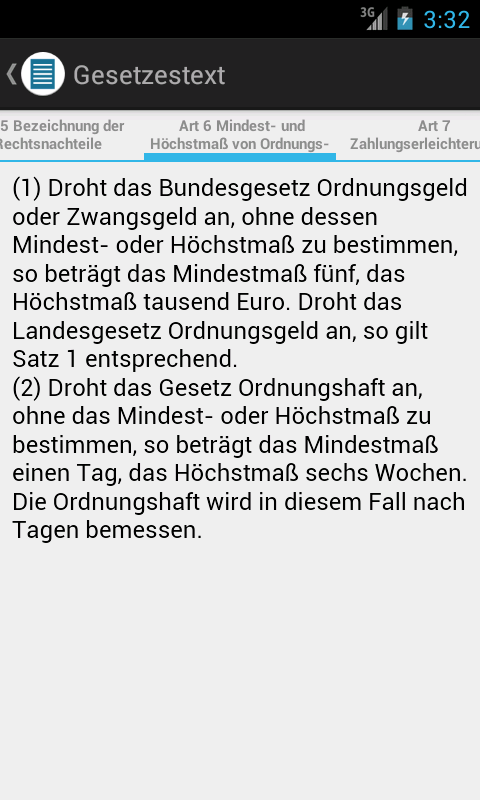 3G
3:32
Gesetzestext
5 Bezeichnung der
Rechtsnachteile
Art 6 Mindest- und
Höchstmaß von Ordnungs-
Art 7
Zahlungserleichteru
(1) Droht das Bundesgesetz Ordnungsgeld
oder Zwangsgeld an, ohne dessen
Mindest- oder Höchstmaß zu bestimmen,
so beträgt das Mindestmaß fünf, das
Höchstmaß tausend Euro. Droht das
Landesgesetz Ordnungsgeld an, so gilt
Satz 1 entsprechend.
(2) Droht das Gesetz Ordnungshaft an,
ohne das Mindest- oder Höchstmaß zu
bestimmen, so beträgt das Mindestmaß
einen Tag, das Höchstmaß sechs Wochen.
Die Ordnungshaft wird in diesem Fall nach
Tagen bemessen.